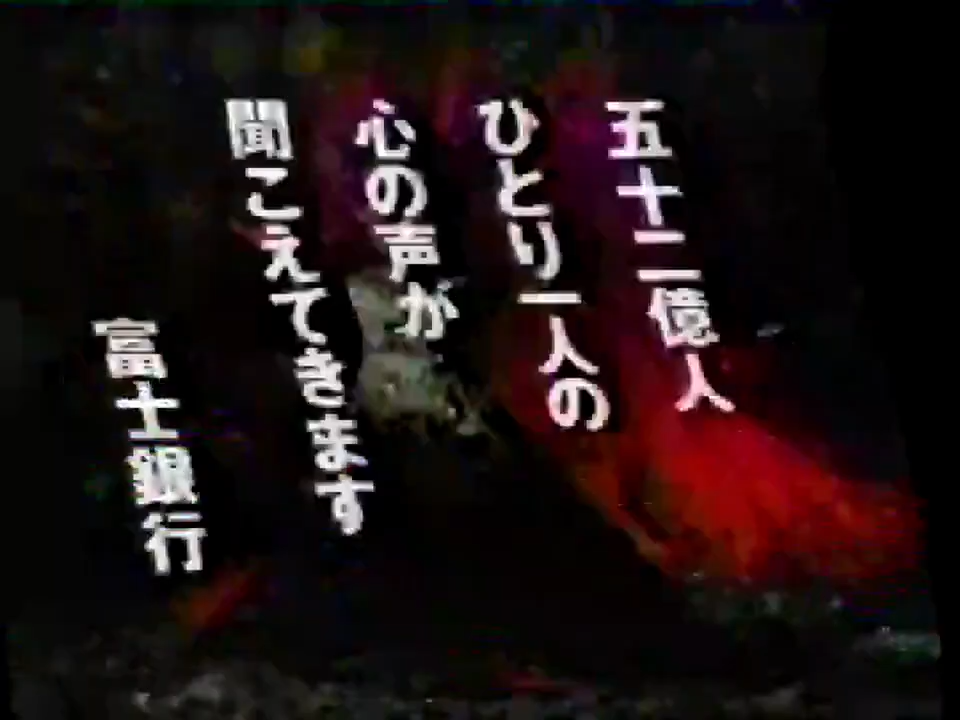 五十二億人
ひとり一人の
心の声が
聞こえてきます
富士銀行